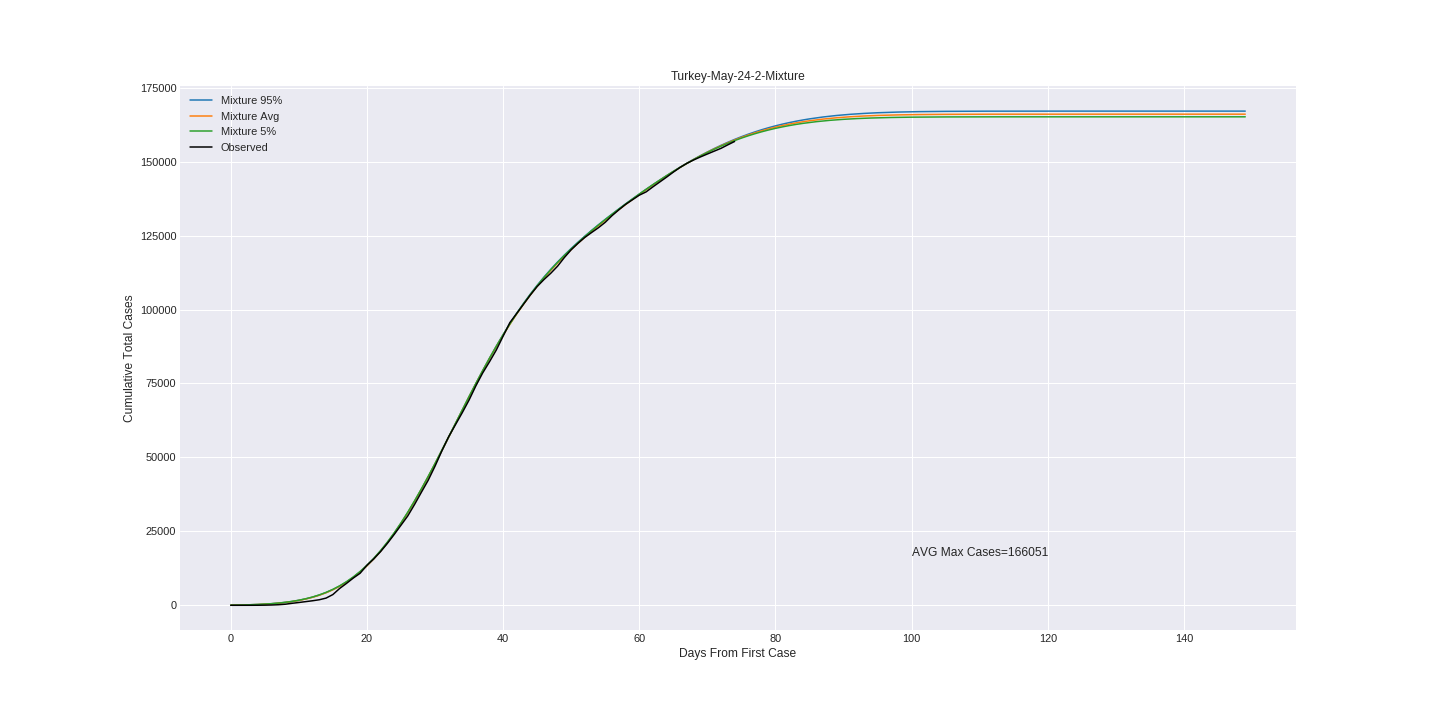 Turkey-May-24-2-Mixture
175000
150000
125000
100000
75000
50000
25000
0
Cumulative Total Cases
Mixture 95%
Mixture Avg
Mixture 5%
Observed
AVG Max Cases=166051
0 20 40 60 80 100 120 140
Days From First Case